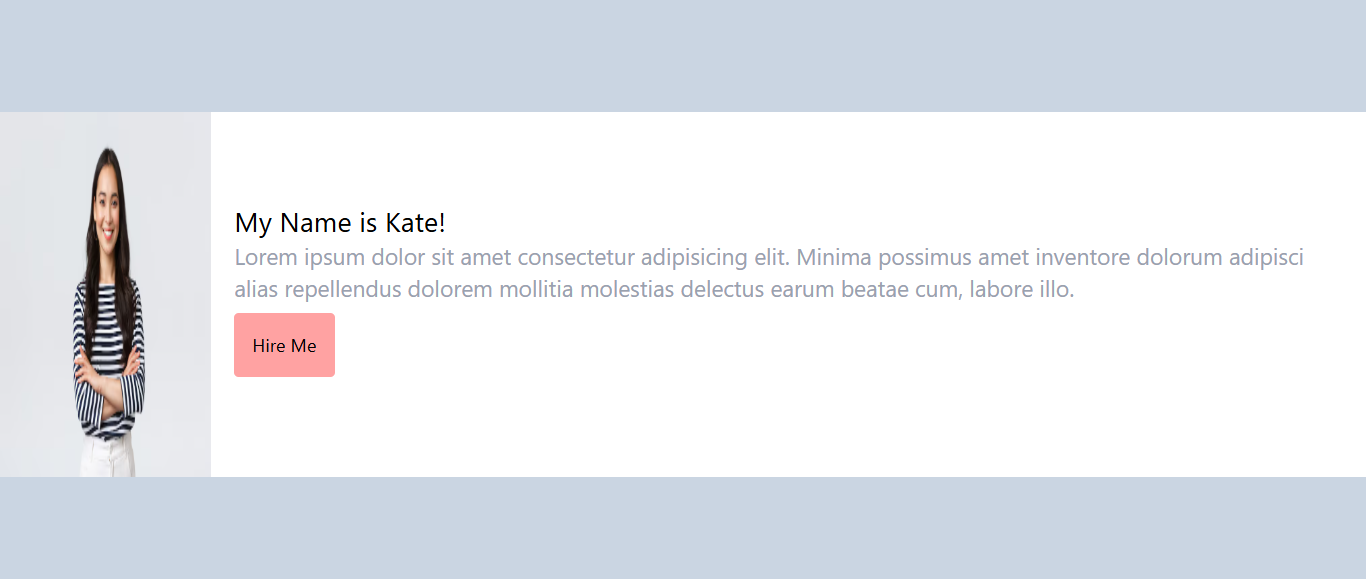 My Name is Kate!
Lorem ipsum dolor sit amet consectetur adipisicing elit. Minima possimus amet inventore dolorum adipisci
alias repellendus dolorem mollitia molestias delectus earum beatae cum, labore illo.
Hire Me